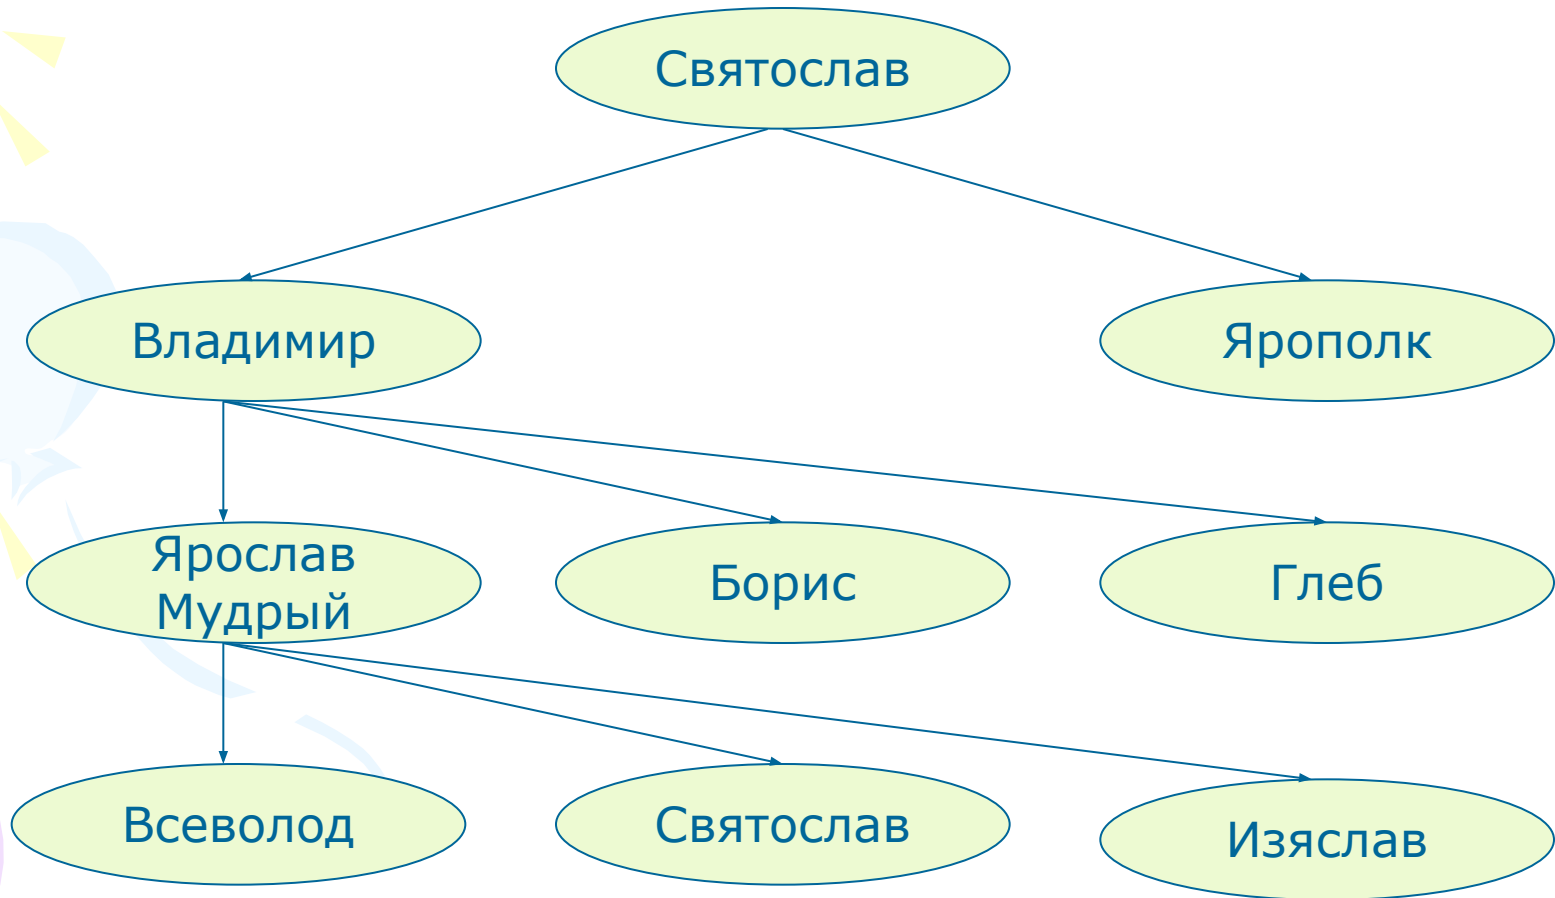 Святослав
Владимир
Ярополк
Ярослав
Мудрый
Борис
Глеб
Всеволод
Святослав
Изяслав